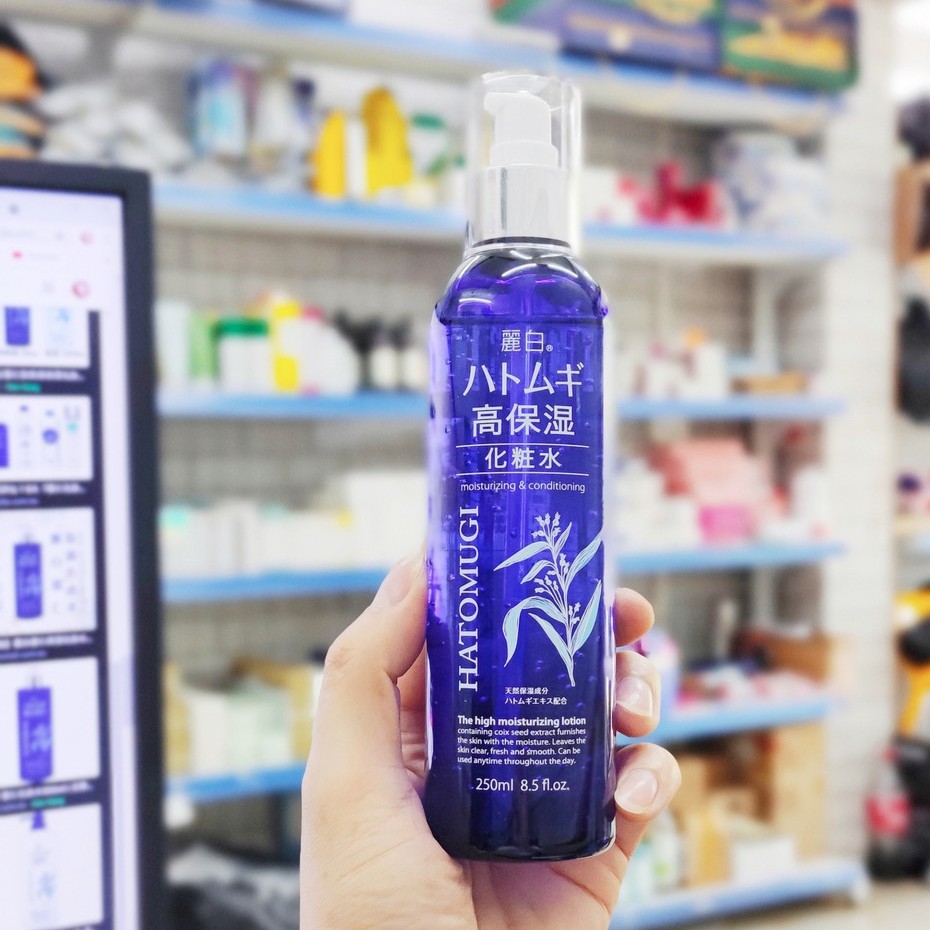 麗白®
ハトムギ
高保湿
化粧水
moisturizing & conditioning
HATOMUGI
天然保湿成分
ハトムギエキス配合
The high moisturizing lotion
containing coix seed extract furnishes
the skin with the moisture. Leaves the
skin clear, fresh and smooth. Can be
used anytime throughout the day.
250ml 8.5 fl.oz.